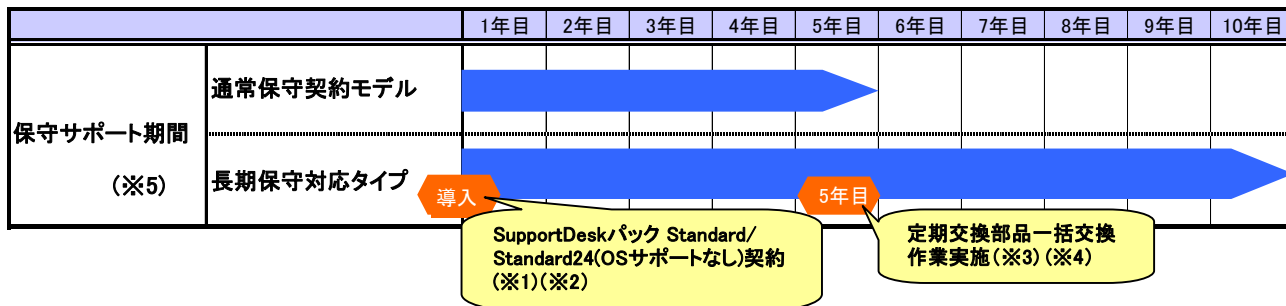 1年目 2年目 3年目 4年目 5年目 6年目 7年目 8年目 9年目 10年目
保守サポート期間
(※5)
通常保守契約モデル
長期保守対応タイプ
導入
5年目
SupportDeskパック Standard/
Standard24(OSサポートなし)契約
(※1)(※2)
定期交換部品一括交換
作業実施(※3)(※4)